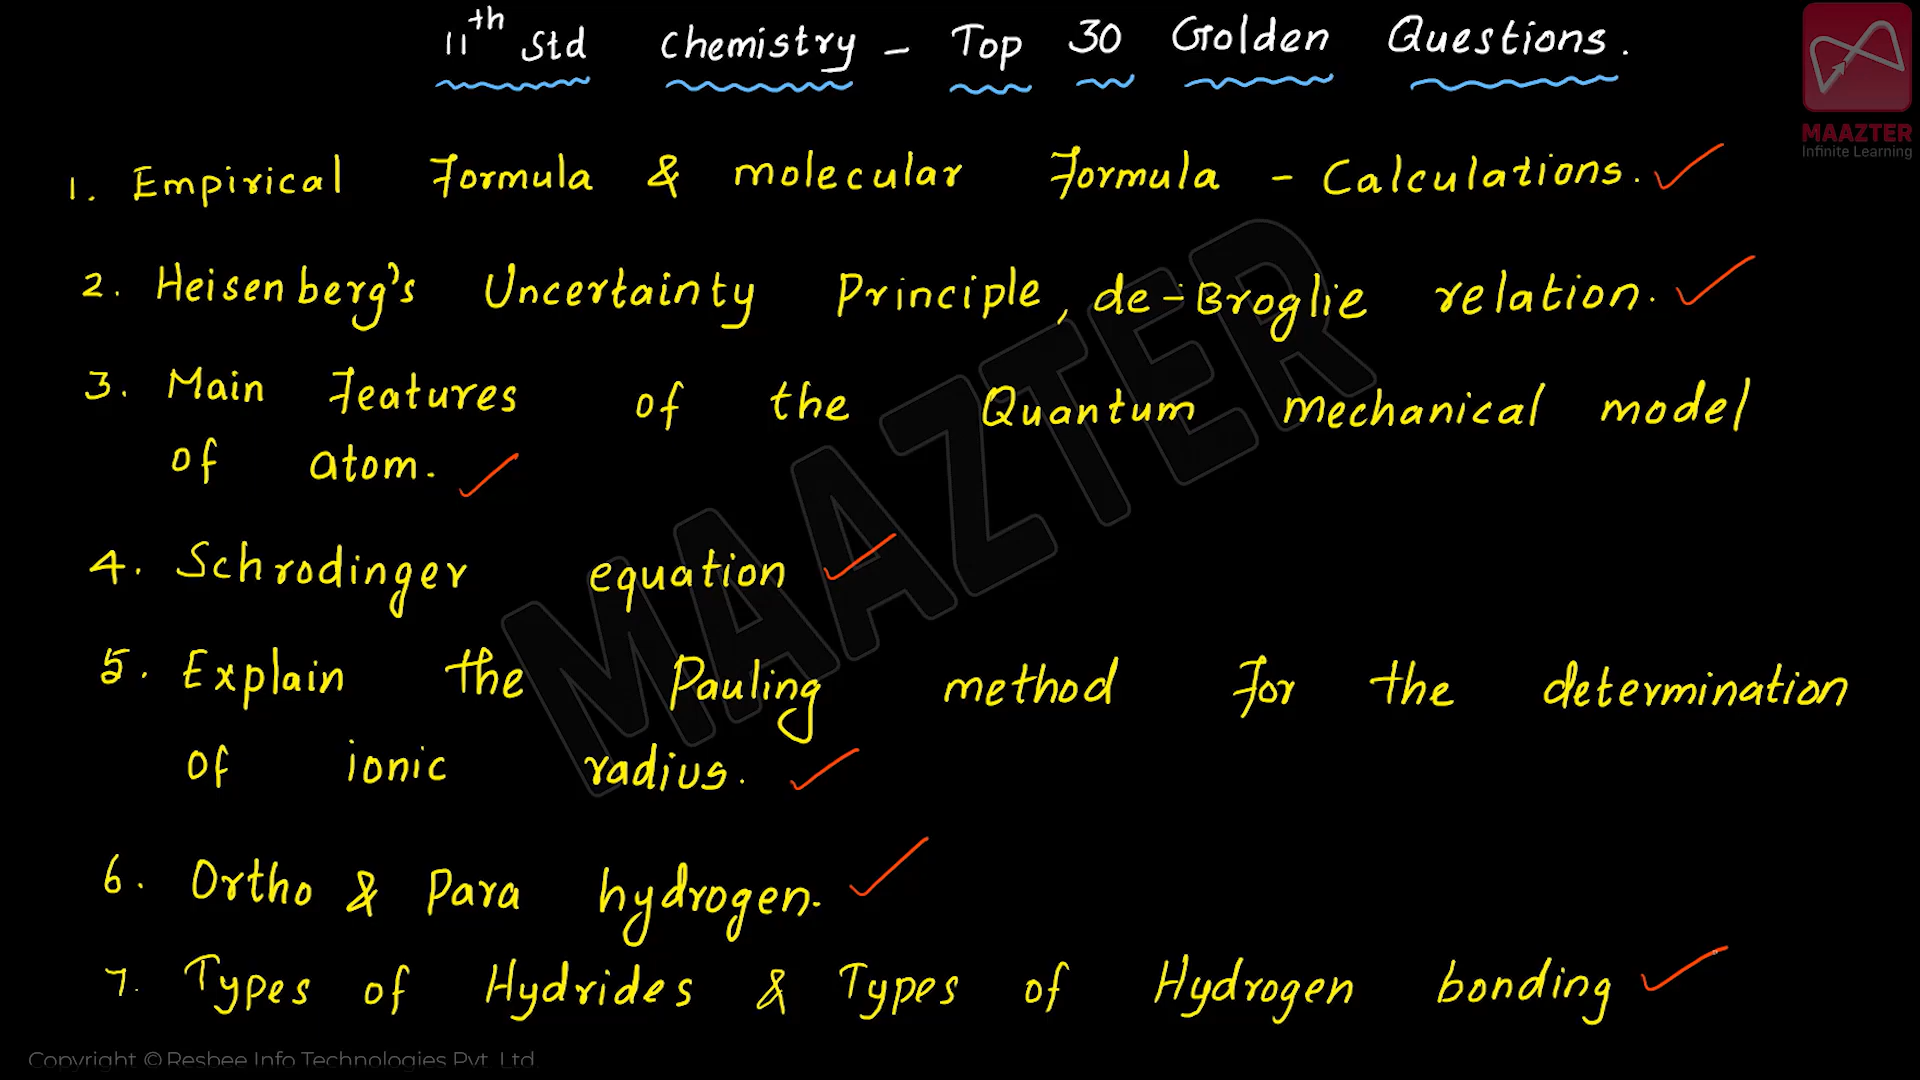 11th Std Chemistry - Top 30 Golden Questions.
MAAZTER
Infinite Learning
1. Empirical Formula & molecular Formula - Calculations.
2. Heisenberg's Uncertainty Principle, de-Broglie relation.
3. Main Features of the Quantum mechanical model
of atom.
4. Schrodinger equation
5. Explain the Pauling method For the determination
of ionic radius.
6. Ortho & Para hydrogen.
7. Types of Hydrides & Types of Hydrogen bonding
MAAZTER
Copyright © Resbee Info Technologies Pvt. Ltd.